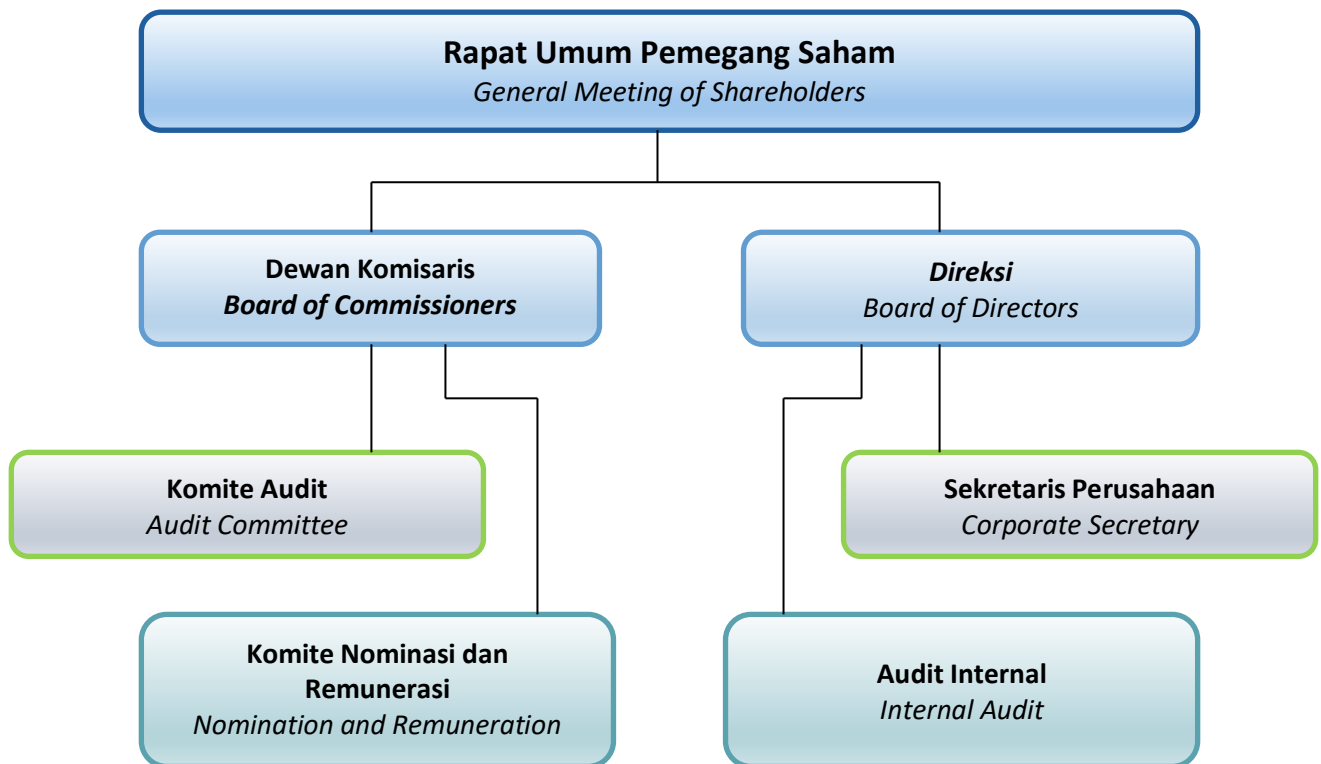 Rapat Umum Pemegang Saham
General Meeting of Shareholders
Dewan Komisaris
Board of Commissioners
Direksi
Board of Directors
Komite Audit
Audit Committee
Sekretaris Perusahaan
Corporate Secretary
Komite Nominasi dan
Remunerasi
Nomination and Remuneration
Audit Internal
Internal Audit